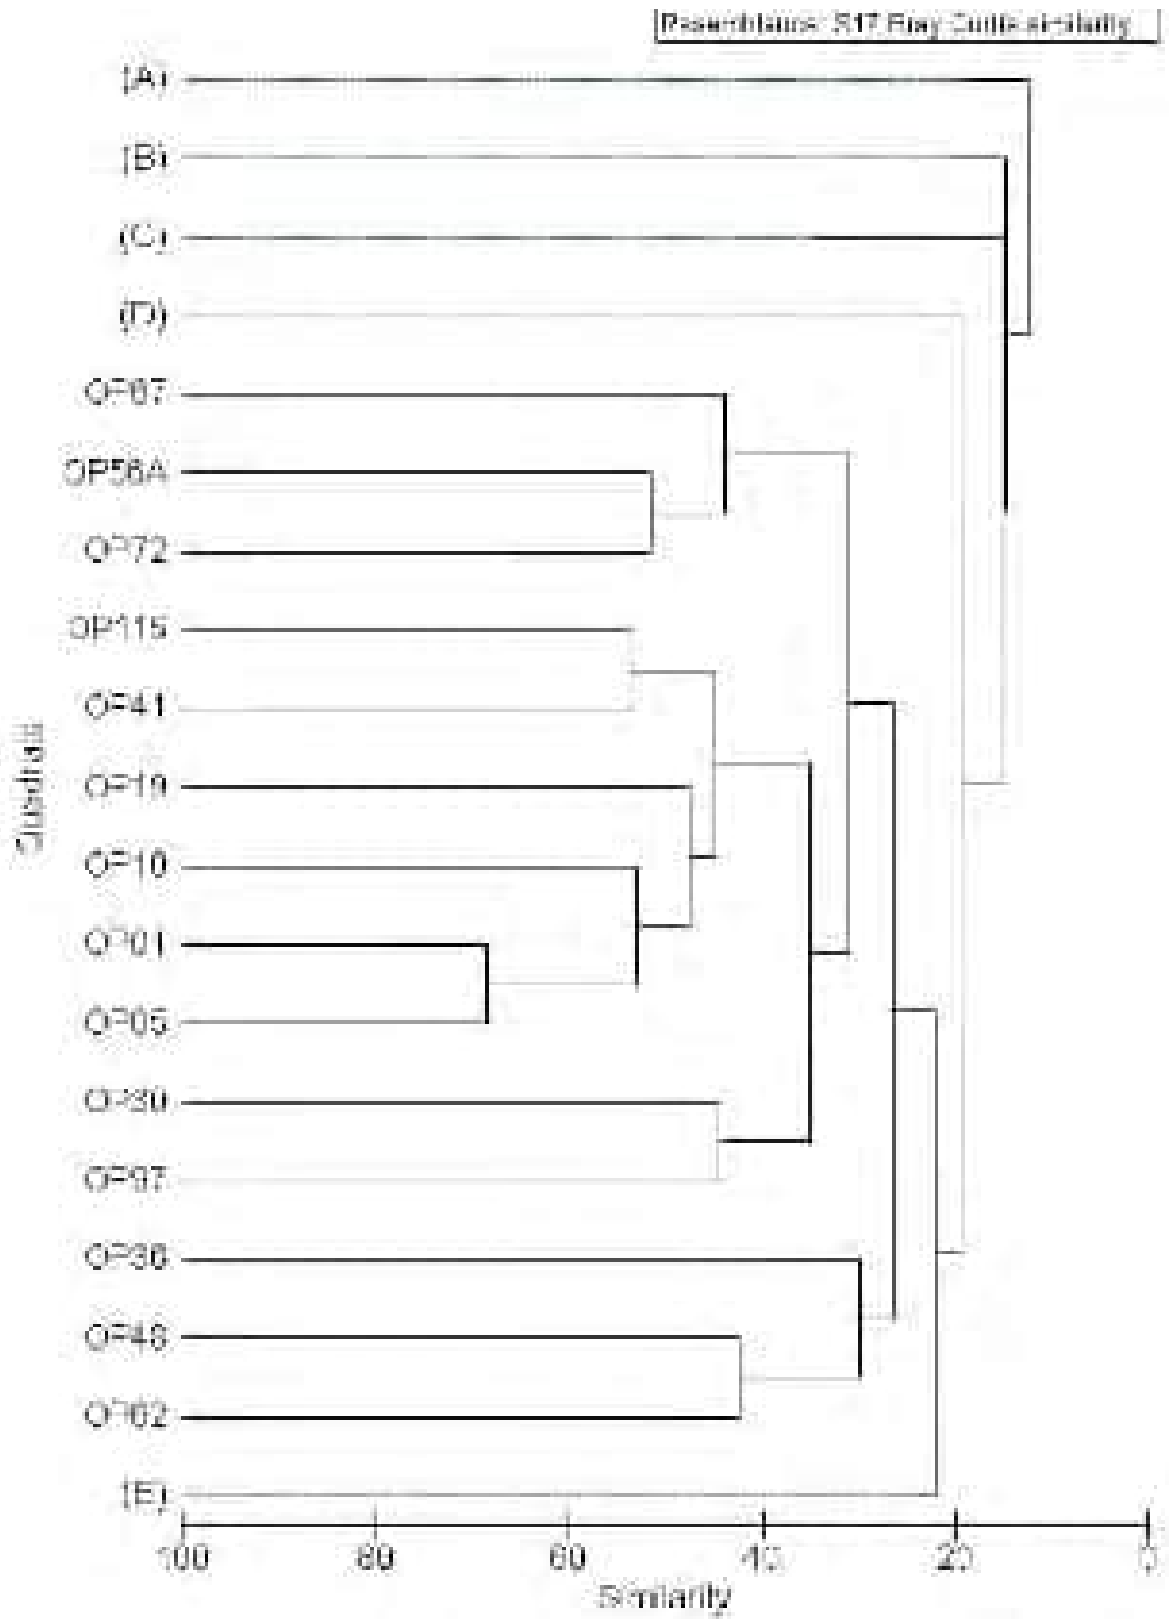 Resemblance: S17 Bray Curtis similarity
(A)
(B)
(C)
(D)
OP67
OP56A
OP72
OP115
OP41
OP19
OP10
OP01
OP05
OP30
OP97
OP36
OP48
OP62
(E)
Quadrats
100 80 60 40 20 0
Similarity